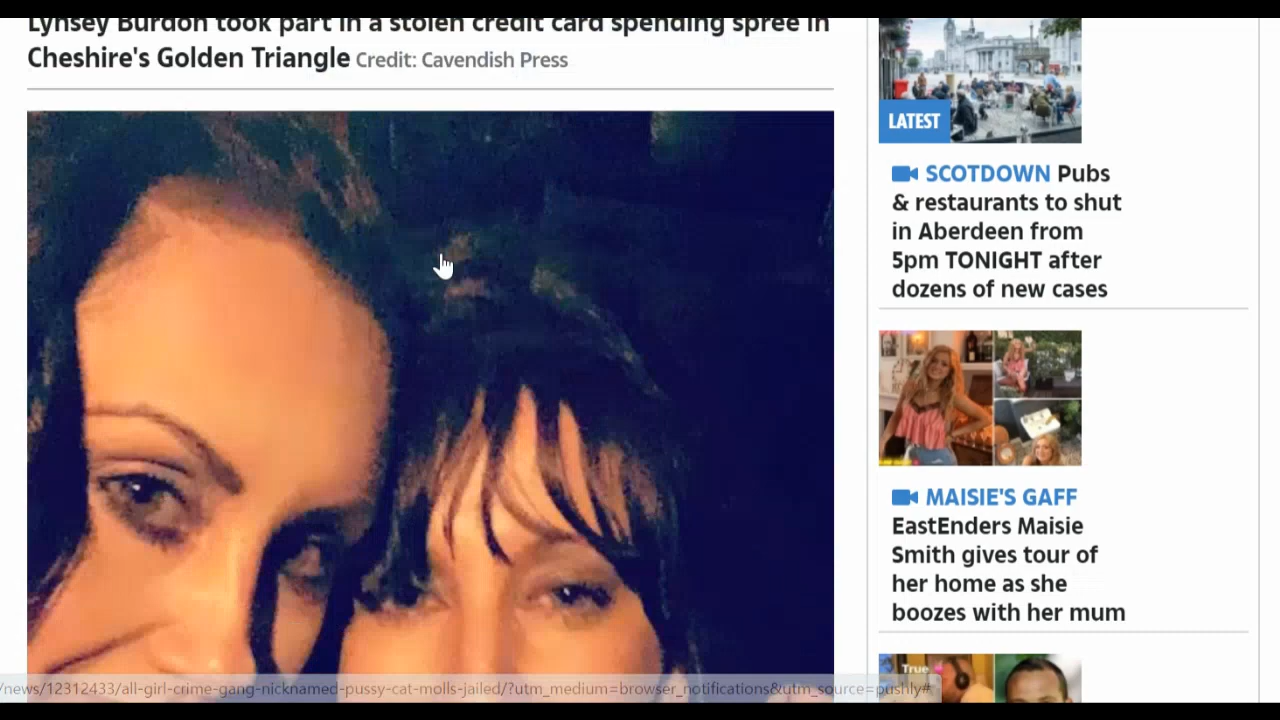 Lynsey Burdon took part in a stolen credit card spending spree in
Cheshire's Golden Triangle Credit: Cavendish Press
LATEST
SCOTDOWN Pubs
& restaurants to shut
in Aberdeen from
5pm TONIGHT after
dozens of new cases
MAISIE'S GAFF
EastEnders Maisie
Smith gives tour of
her home as she
boozes with her mum
True
/news/12312433/all-girl-crime-gang-nicknamed-pussy-cat-molls-jailed/?utm_medium=browser_notifications&utm_source=pushly#